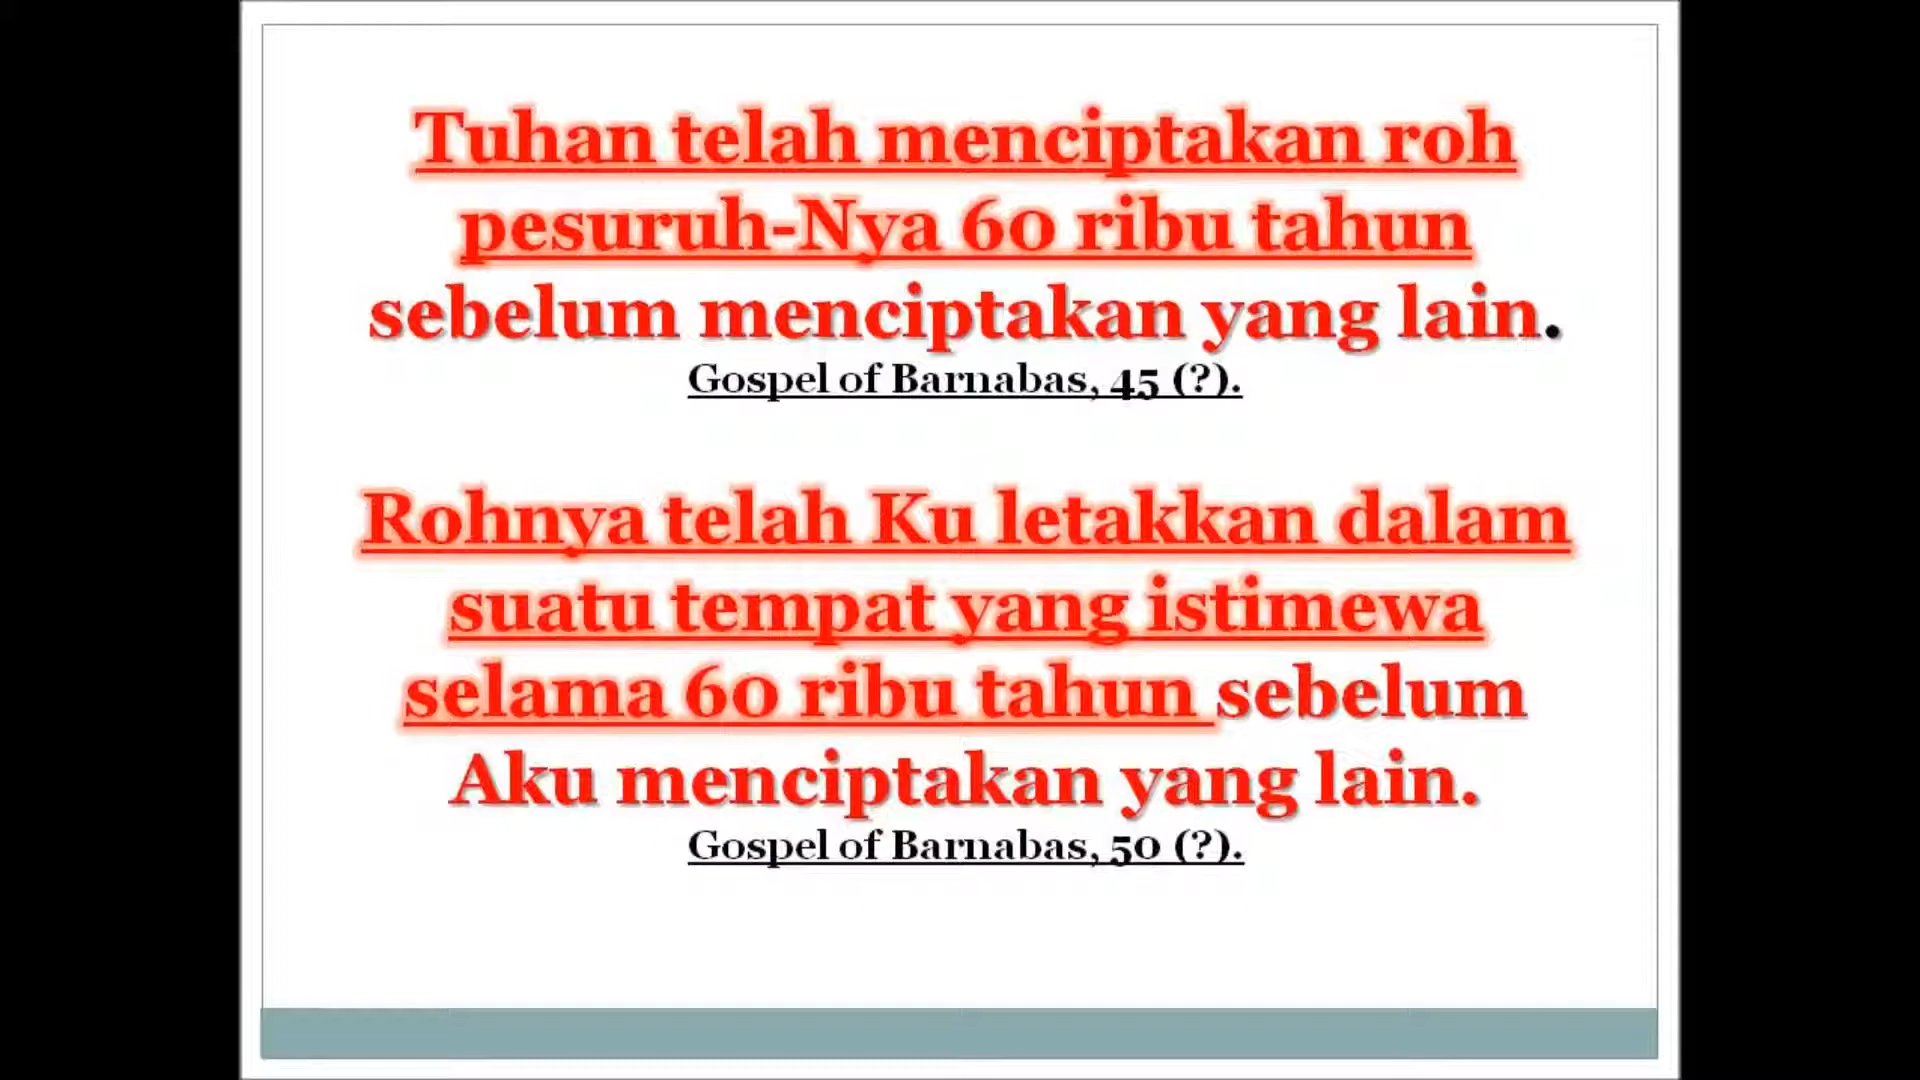 Tuhan telah menciptakan roh
pesuruh-Nya 60 ribu tahun
sebelum menciptakan yang lain.
Gospel of Barnabas, 45 (?).
Rohnya telah Ku letakkan dalam
suatu tempat yang istimewa
selama 60 ribu tahun sebelum
Aku menciptakan yang lain.
Gospel of Barnabas, 50 (?).